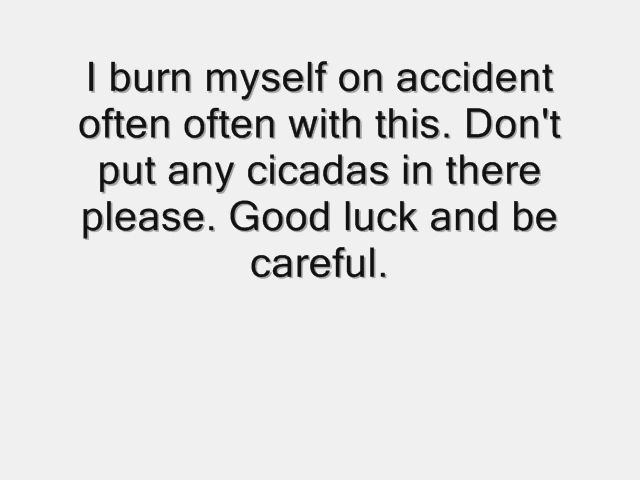 I burn myself on accident
often often with this. Don't
put any cicadas in there
please. Good luck and be
careful.